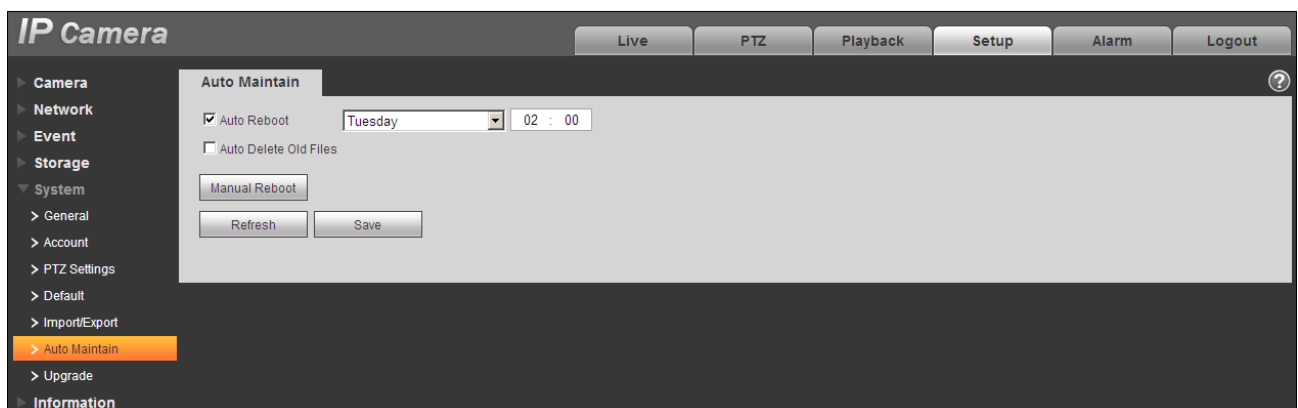 IP Camera
Live PTZ Playback Setup Alarm Logout
Camera
Network
Event
Storage
System
> General
> Account
> PTZ Settings
> Default
> Import/Export
> Auto Maintain
> Upgrade
Information
Auto Maintain
?
Auto Reboot Tuesday 02 : 00
Auto Delete Old Files
Manual Reboot
Refresh Save